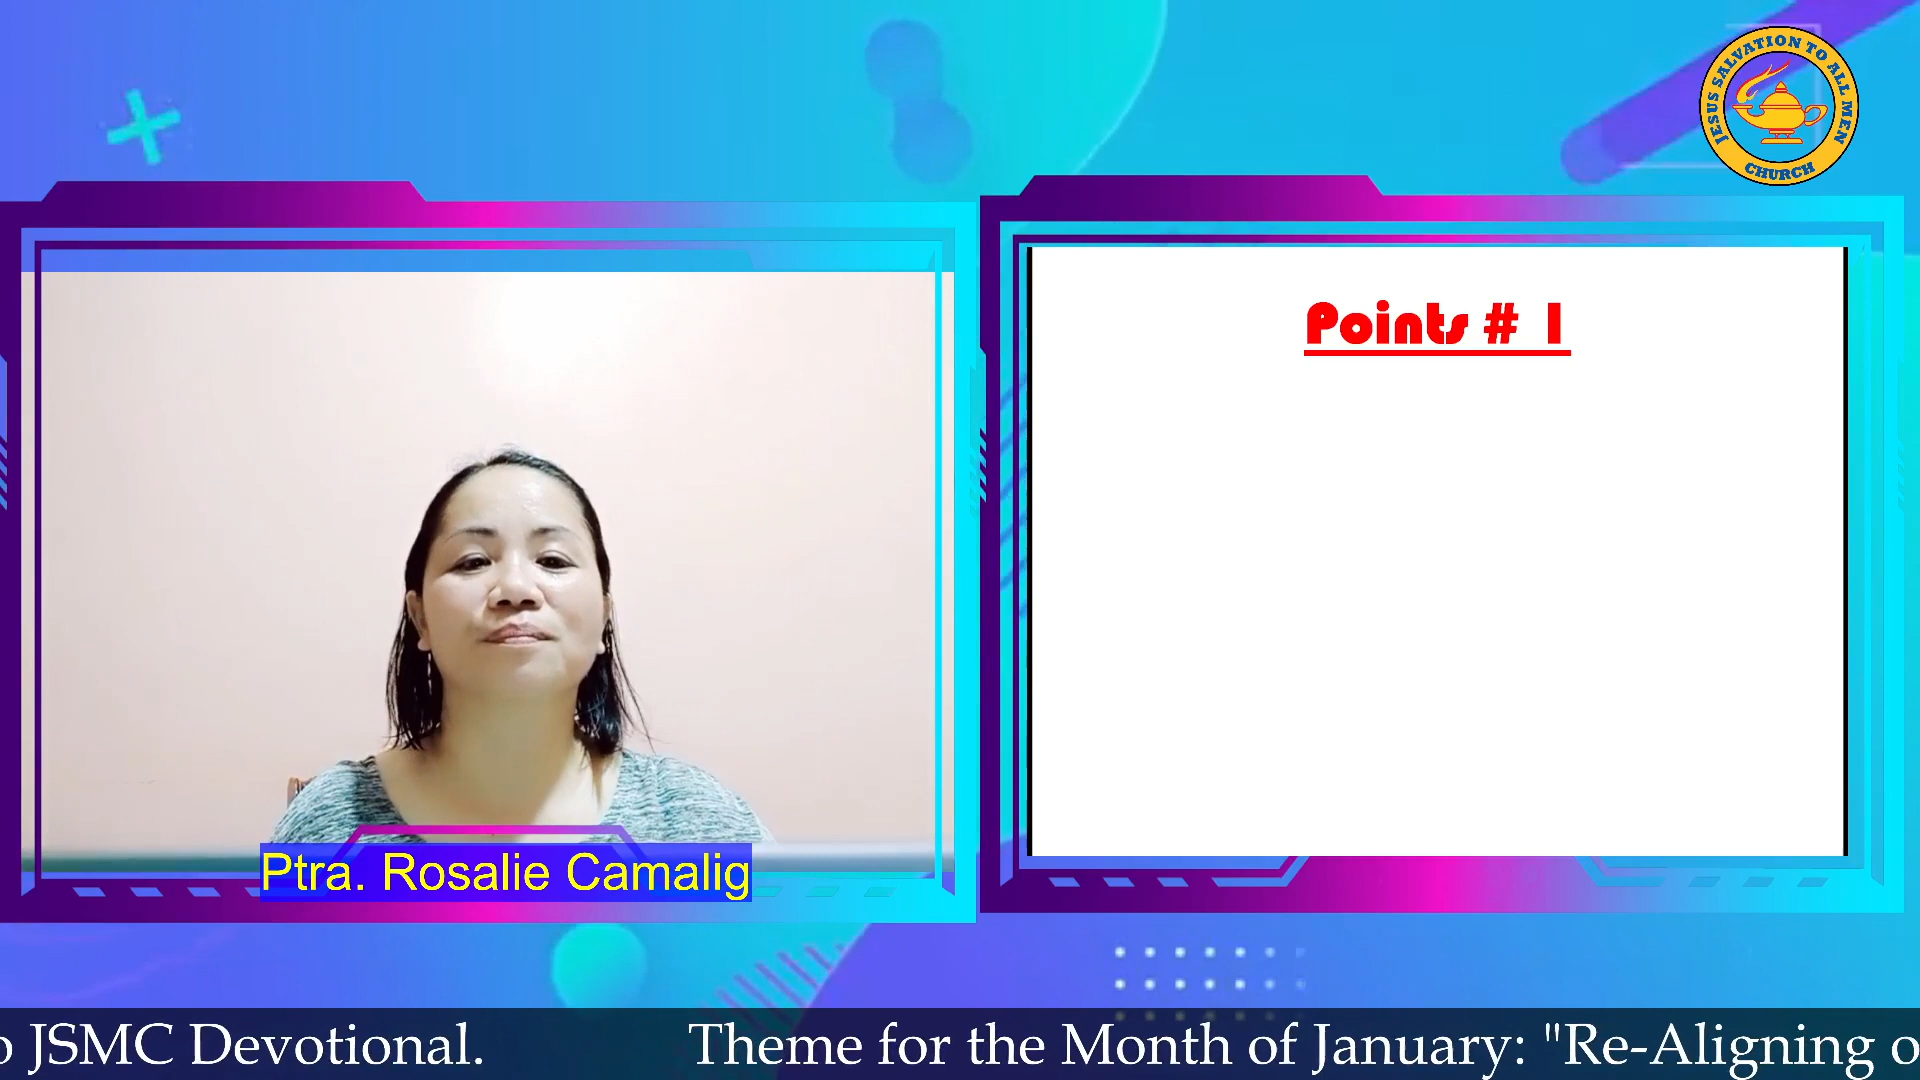 JESUS SALVATION TO ALL MEN
CHURCH
Points # 1
Ptra. Rosalie Camalig
JSMC Devotional. Theme for the Month of January: "Re-Aligning